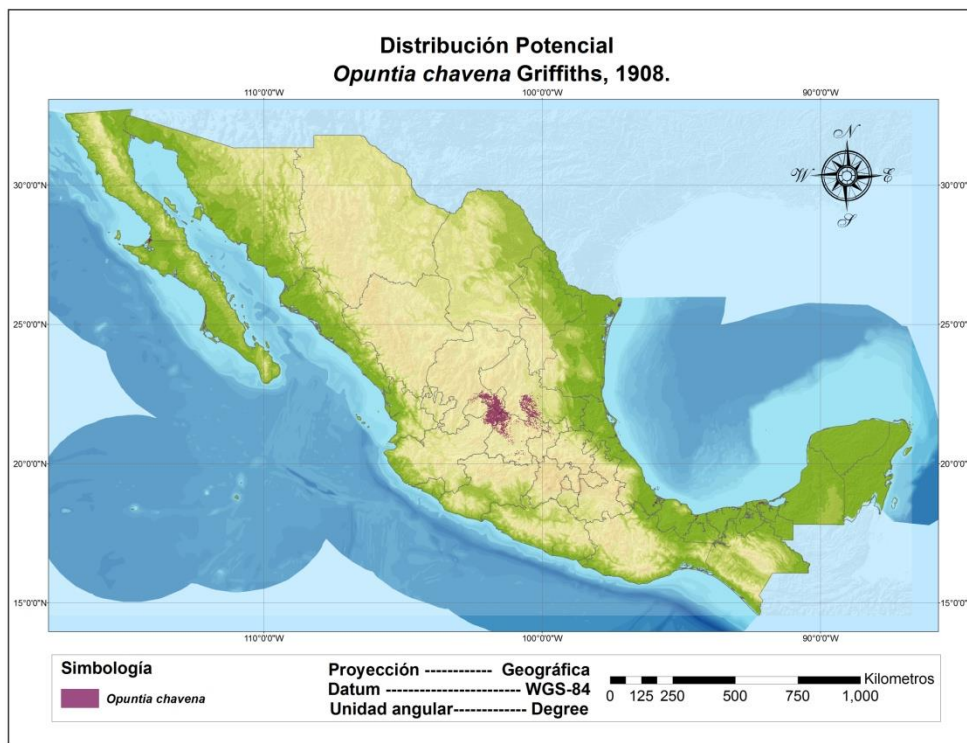 Distribución Potencial
Opuntia chavena Griffiths, 1908.
110°0'0"W 100°0'0"W 90°0'0"W
N
W E
S
30°0'0"N 30°0'0"N
25°0'0"N 25°0'0"N
20°0'0"N 20°0'0"N
15°0'0"N 15°0'0"N
110°0'0"W 100°0'0"W 90°0'0"W
Simbología
Opuntia chavena
Proyección ----------- Geográfica
Datum ---------------------- WGS-84
Unidad angular------------- Degree
Kilometros
0 125 250 500 750 1,000